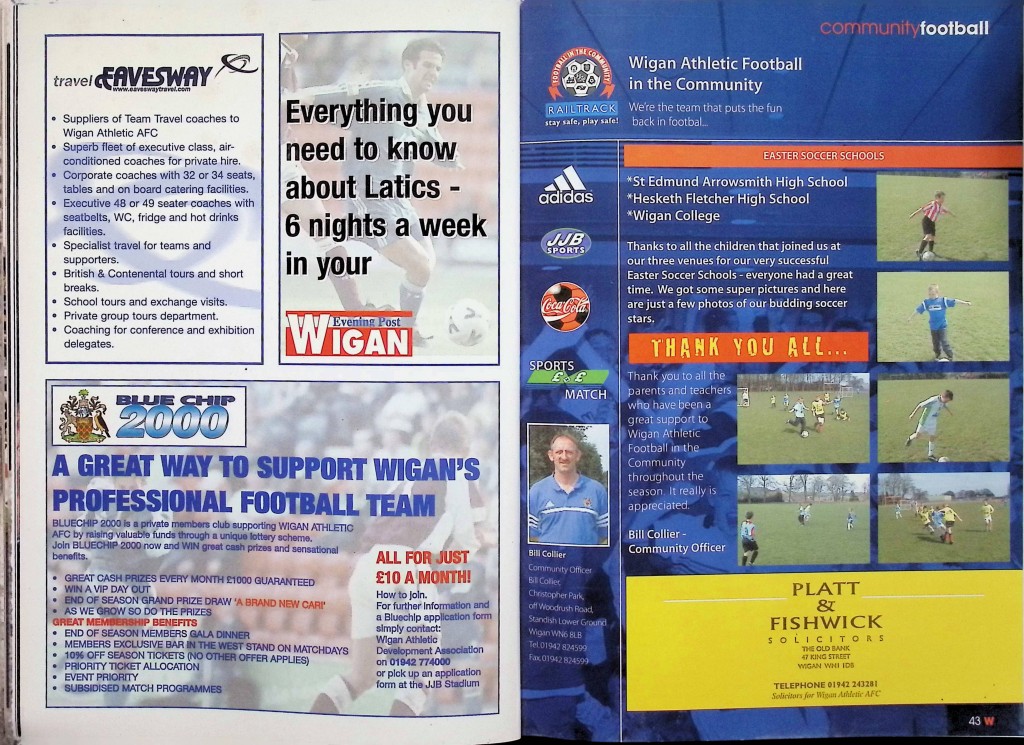 travel EAVESWAY
www.eaveswaytravel.com
• Suppliers of Team Travel coaches to
Wigan Athletic AFC
• Superb fleet of executive class, air-
conditioned coaches for private hire.
• Corporate coaches with 32 or 34 seats,
tables and on board catering facilities.
• Executive 48 or 49 seater coaches with
seatbelts, WC, fridge and hot drinks
facilities.
• Specialist travel for teams and
supporters.
• British & Contenental tours and short
breaks.
• School tours and exchange visits.
• Private group tours department.
• Coaching for conference and exhibition
delegates.
Everything you
need to know
about Latics -
6 nights a week
in your
Evening Post
WIGAN
BLUE CHIP
2000
A GREAT WAY TO SUPPORT WIGAN'S
PROFESSIONAL FOOTBALL TEAM
BLUECHIP 2000 is a private members club supporting WIGAN ATHLETIC
AFC by raising valuable funds through a unique lottery scheme.
Join BLUECHIP 2000 now and WIN great cash prizes and sensational
benefits.
• GREAT CASH PRIZES EVERY MONTH £1000 GUARANTEED
• WIN A VIP DAY OUT
• END OF SEASON GRAND PRIZE DRAW 'A BRAND NEW CAR!'
• AS WE GROW SO DO THE PRIZES
GREAT MEMBERSHIP BENEFITS
• END OF SEASON MEMBERS GALA DINNER
• MEMBERS EXCLUSIVE BAR IN THE WEST STAND ON MATCHDAYS
• 10% OFF SEASON TICKETS (NO OTHER OFFER APPLIES)
• PRIORITY TICKET ALLOCATION
• EVENT PRIORITY
• SUBSIDISED MATCH PROGRAMMES
ALL FOR JUST
£10 A MONTH!
How to join.
For further information and
a Bluechip application form
simply contact:
Wigan Athletic
Development Association
on 01942 774000
or pick up an application
form at the JJB Stadium
communityfootball
FOOTBALL IN THE COMMUNITY
RAILTRACK
stay safe, play safe!
Wigan Athletic Football
in the Community
We're the team that puts the fun
back in footbal...
adidas
JJB
SPORTS
Coca-Cola
SPORTS
£ & £
MATCH
Bill Collier
Community Officer
Bill Collier,
Christopher Park,
off Woodrush Road,
Standish Lower Ground
Wigan WN6 8LB
Tel.01942 824599
Fax.01942 824599
EASTER SOCCER SCHOOLS
*St Edmund Arrowsmith High School
*Hesketh Fletcher High School
*Wigan College
Thanks to all the children that joined us at
our three venues for our very successful
Easter Soccer Schools - everyone had a great
time. We got some super pictures and here
are just a few photos of our budding soccer
stars.
THANK YOU ALL...
Thank you to all the
parents and teachers
who have been a
great support to
Wigan Athletic
Football in the
Community
throughout the
season. It really is
appreciated.
Bill Collier -
Community Officer
PLATT
&
FISHWICK
SOLICITORS
THE OLD BANK
47 KING STREET
WIGAN WN1 1DB
TELEPHONE 01942 243281
Solicitors for Wigan Athletic AFC
43 W